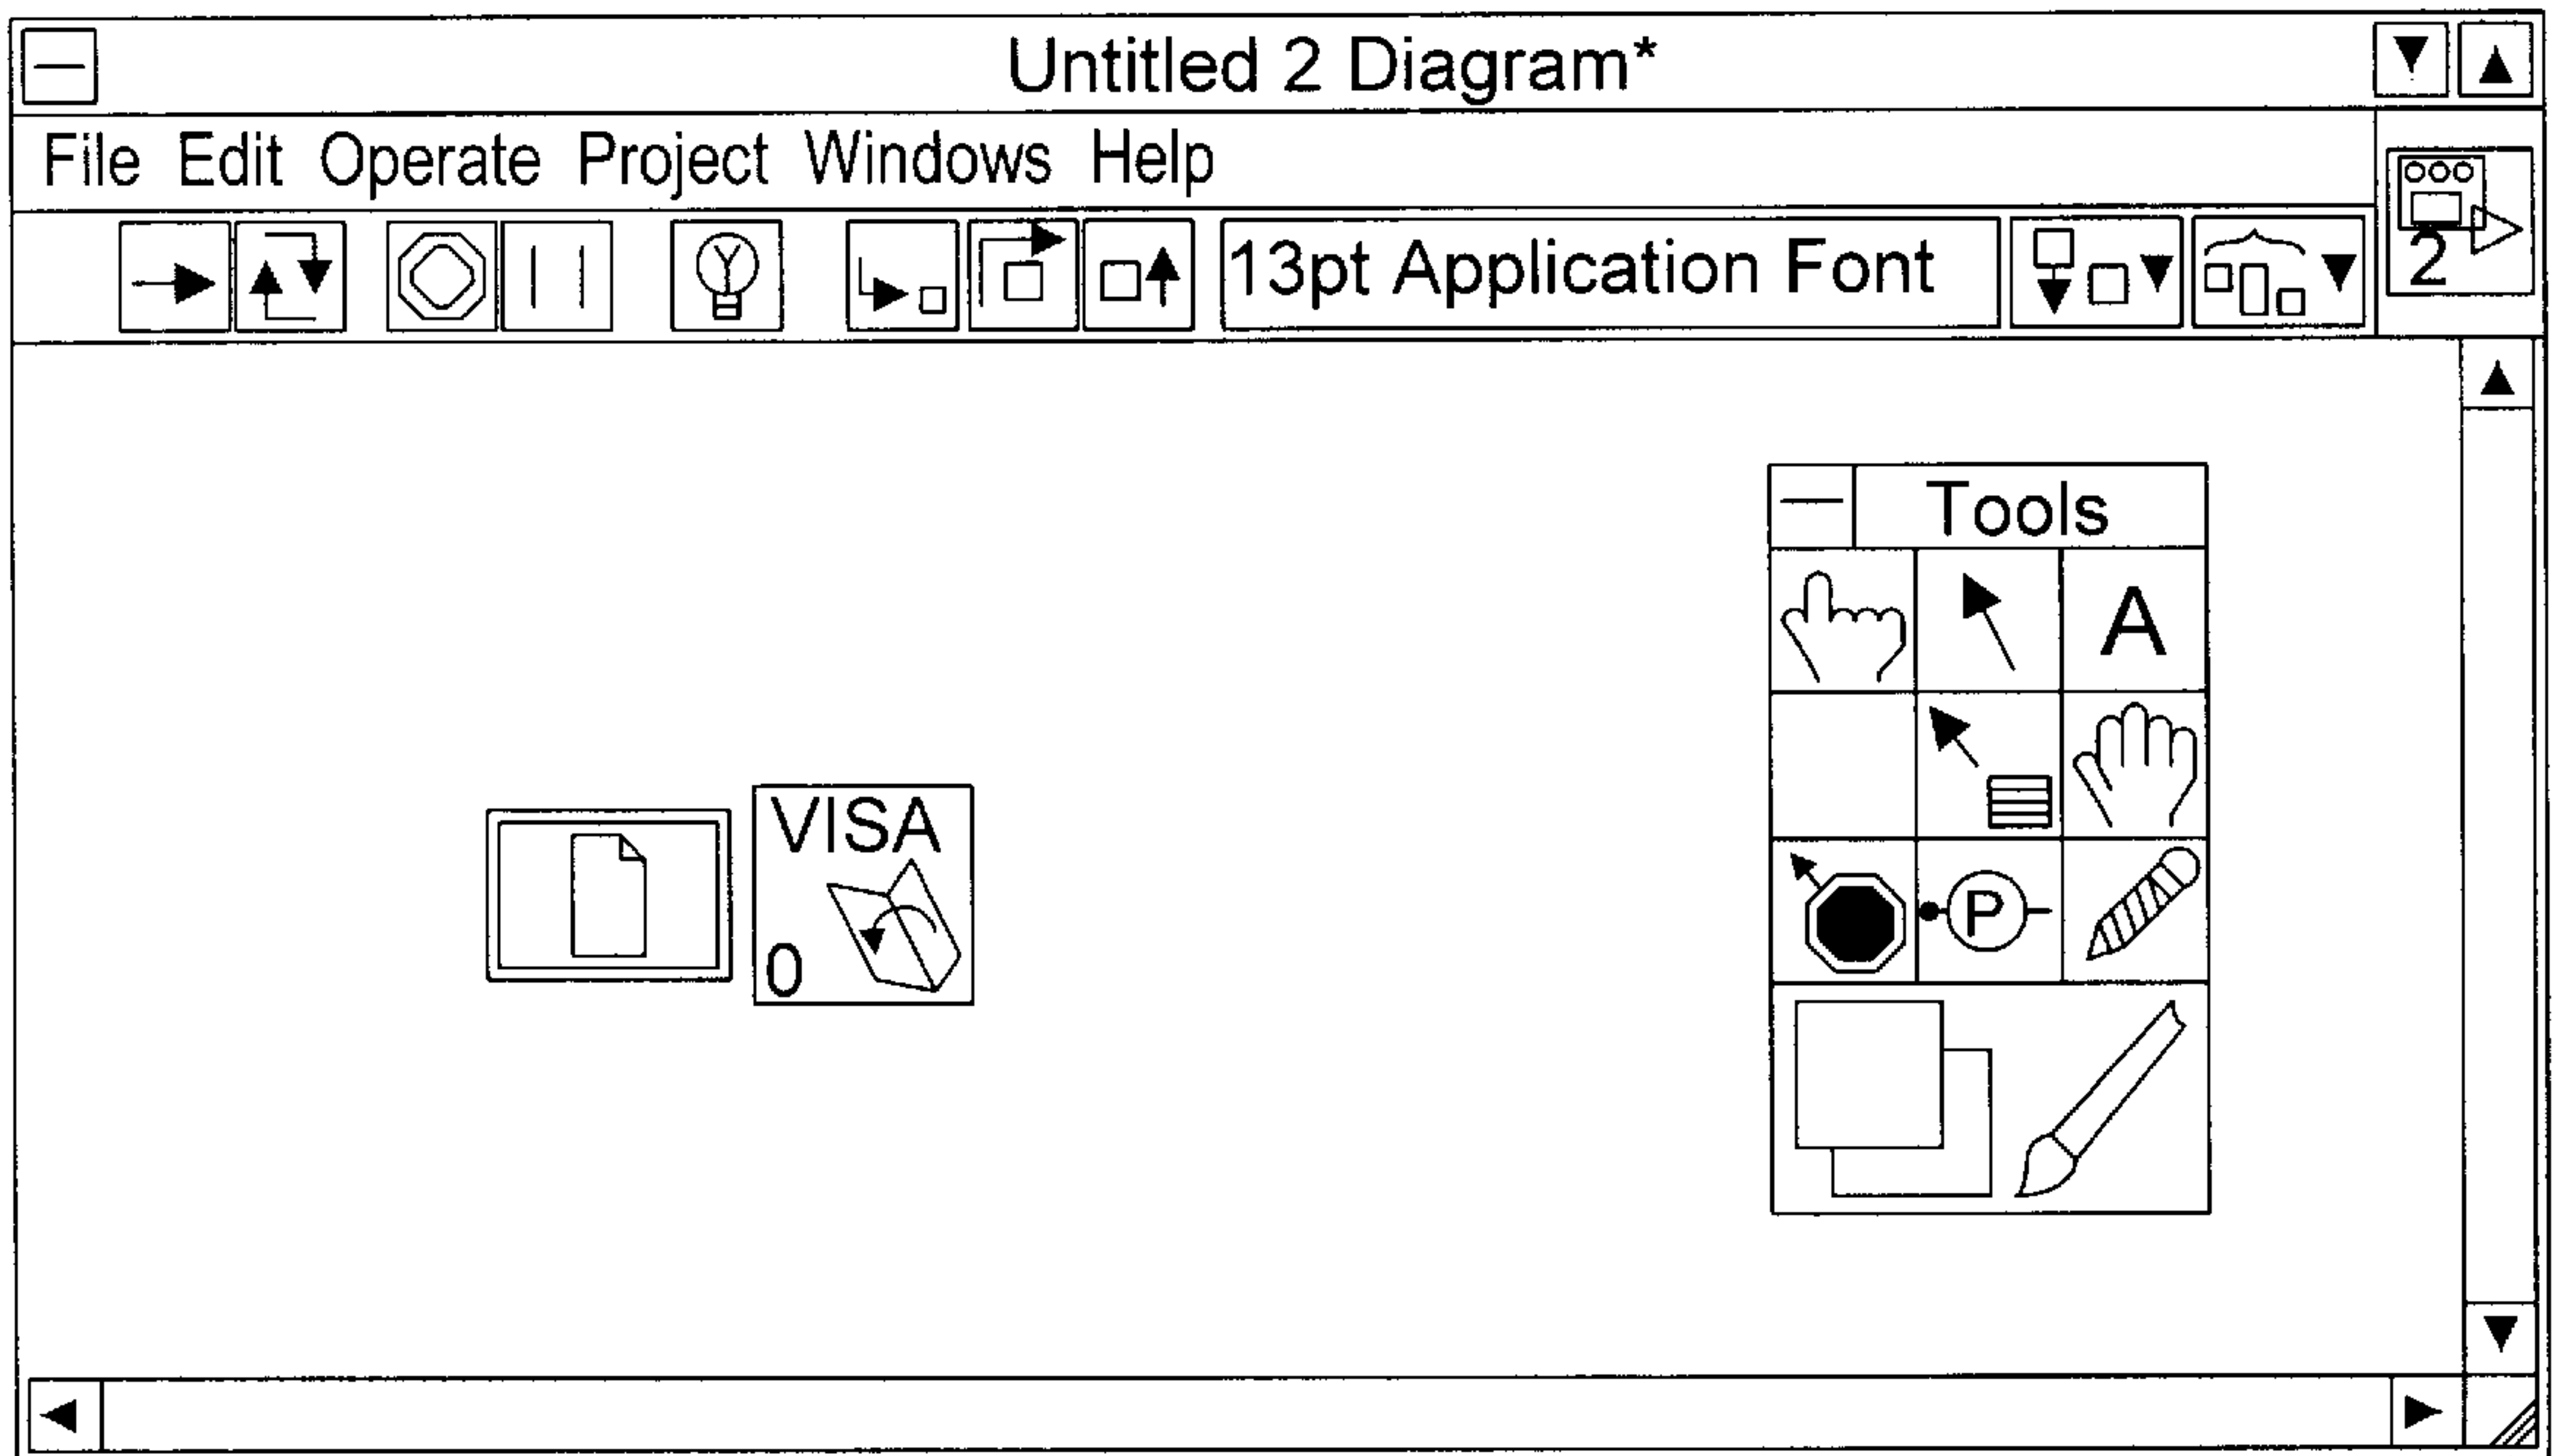 Untitled 2 Diagram*
File Edit Operate Project Windows Help
13pt Application Font
2
Tools
A
VISA
0
P